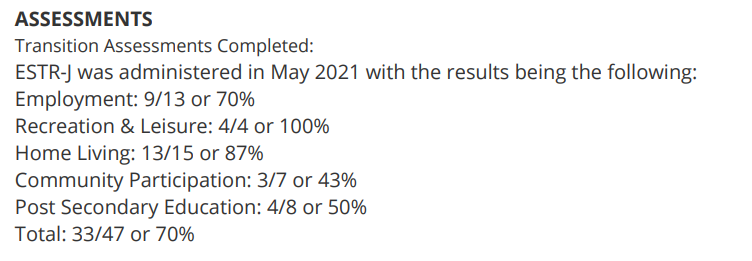 ASSESSMENTS
Transition Assessments Completed:
ESTR-J was administered in May 2021 with the results being the following:
Employment: 9/13 or 70%
Recreation & Leisure: 4/4 or 100%
Home Living: 13/15 or 87%
Community Participation: 3/7 or 43%
Post Secondary Education: 4/8 or 50%
Total: 33/47 or 70%